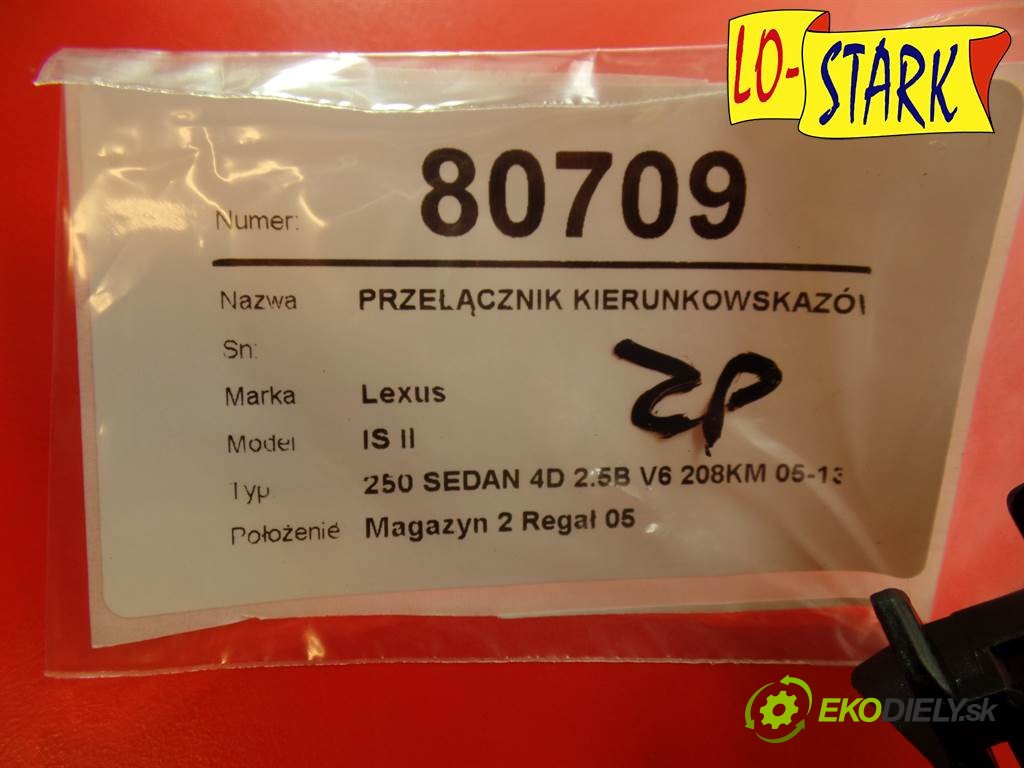 LO-STARK
Numer: 80709
Nazwa PRZEŁĄCZNIK KIERUNKOWSKAZÓ
Sn:
Marka Lexus
ZP
Model IS II
Typ 250 SEDAN 4D 2.5B V6 208KM 05-13
Położenie Magazyn 2 Regał 05
EKODIELY.sk